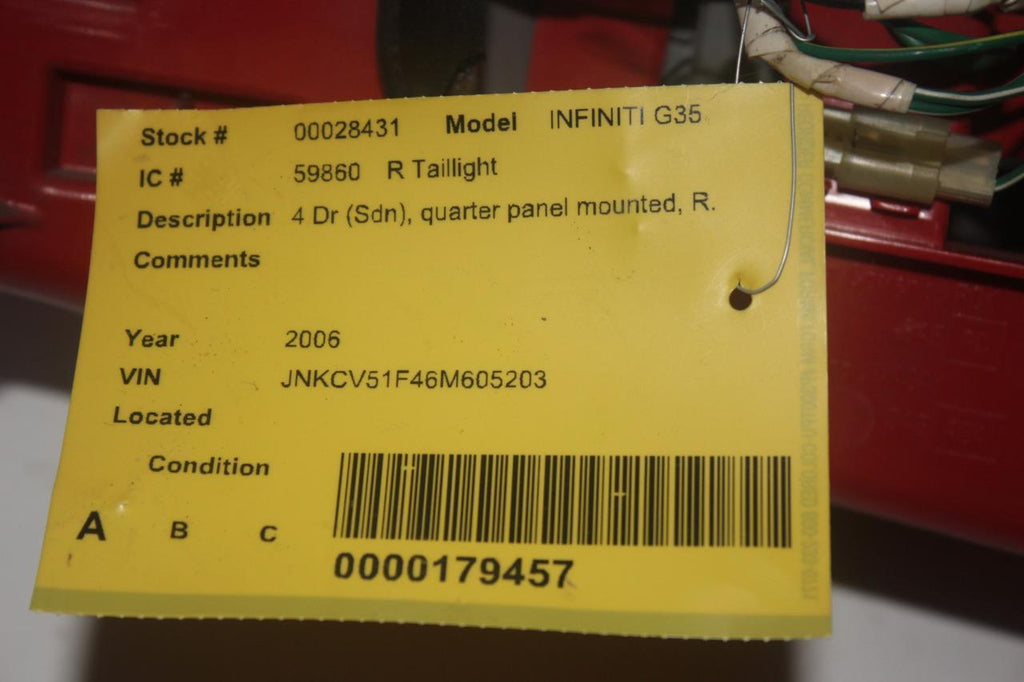 Stock # 00028431 Model INFINITI G35
IC # 59860 R Taillight
Description 4 Dr (Sdn), quarter panel mounted, R.
Comments
Year 2006
VIN JNKCV51F46M605203
Located
Condition
A B C
0000179457